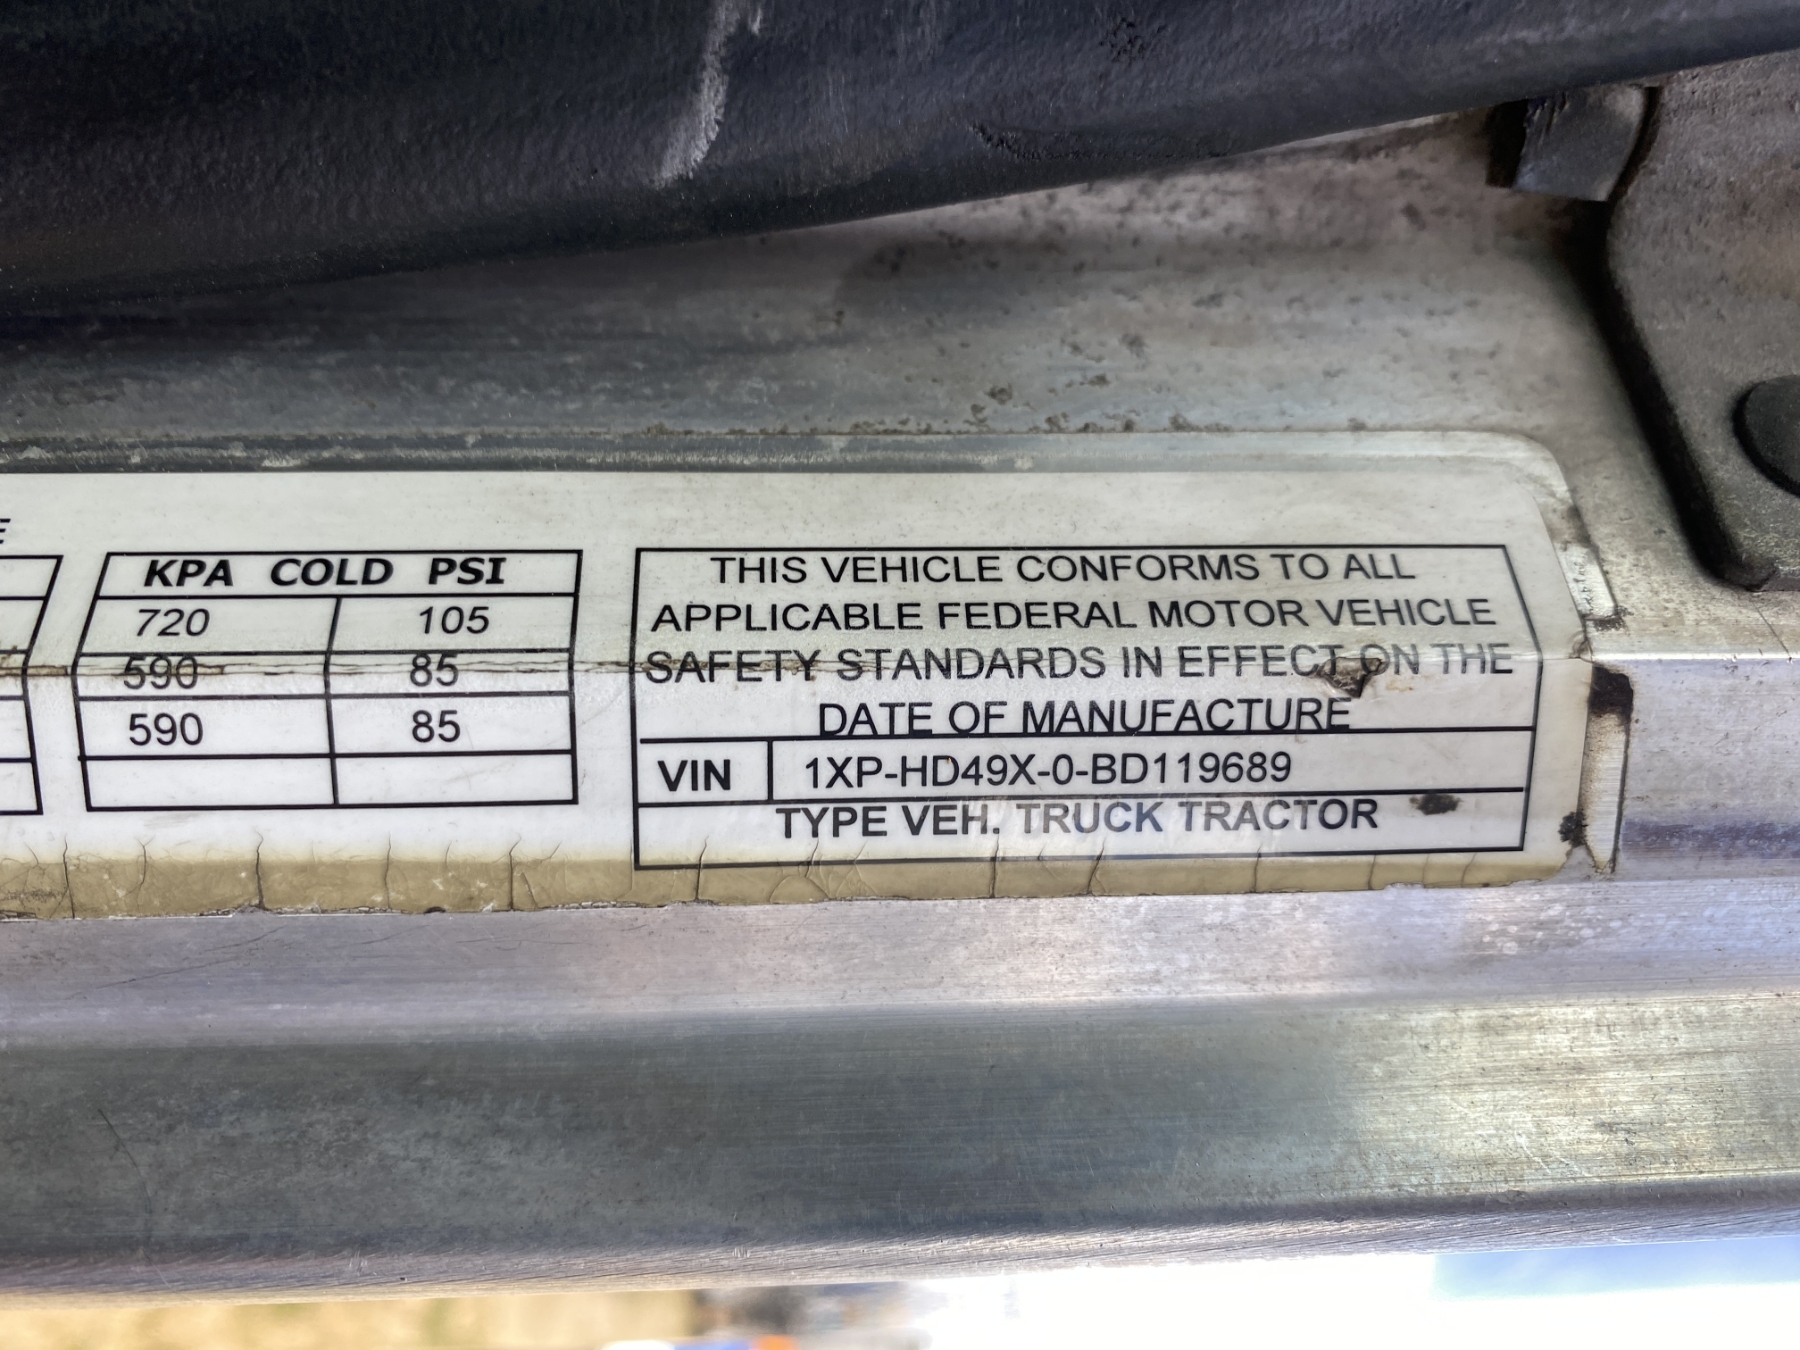 E
KPA COLD PSI
720 105
590 85
590 85
THIS VEHICLE CONFORMS TO ALL
APPLICABLE FEDERAL MOTOR VEHICLE
SAFETY STANDARDS IN EFFECT ON THE
DATE OF MANUFACTURE
VIN 1XP-HD49X-0-BD119689
TYPE VEH. TRUCK TRACTOR